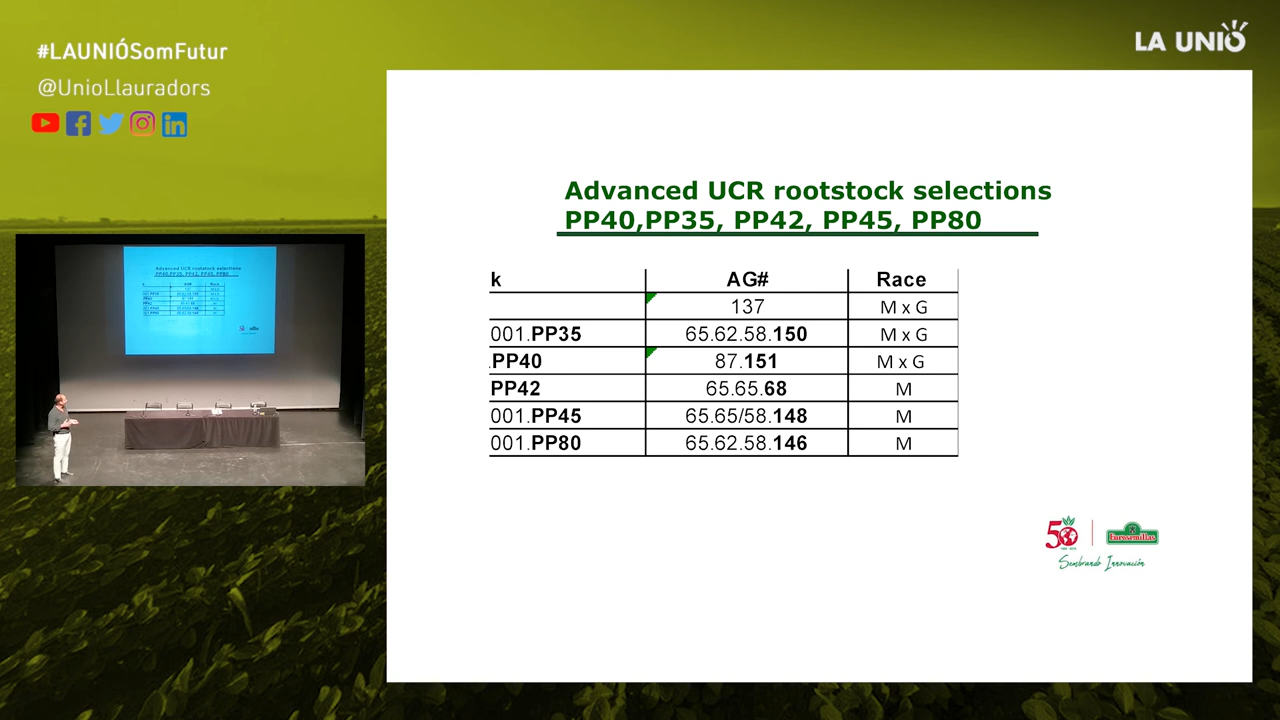 #LAUNIÓSomFutur
@UnioLlauradors
LA UNIÓ
Advanced UCR rootstock selections
PP40,PP35, PP42, PP45, PP80
k AG# Race
137 M x G
001.PP35 65.62.58.150 M x G
.PP40 87.151 M x G
PP42 65.65.68 M
001.PP45 65.65/58.148 M
001.PP80 65.62.58.146 M
50
Eurosemillas
Sembrando Innovación